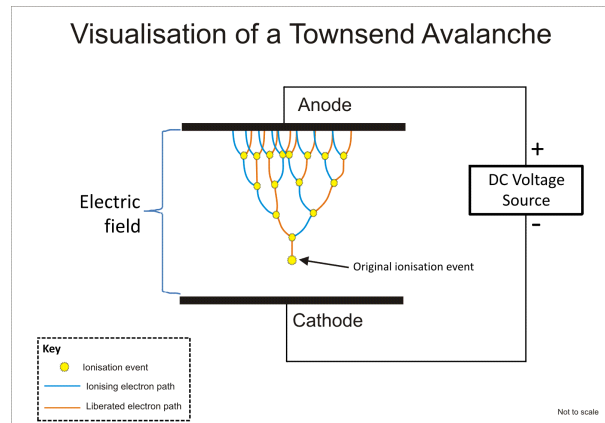 Visualisation of a Townsend Avalanche
Anode
+
DC Voltage
Source
-
Electric
field
Original ionisation event
Cathode
Key
Ionisation event
Ionising electron path
Liberated electron path
Not to scale